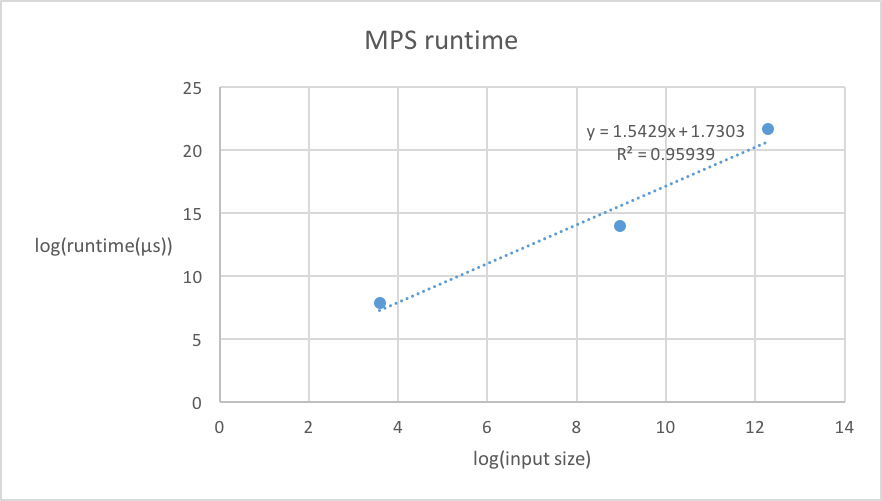 MPS runtime
25
20
15
10
5
0
y = 1.5429x + 1.7303
R² = 0.95939
log(runtime(µs))
0 2 4 6 8 10 12 14
log(input size)